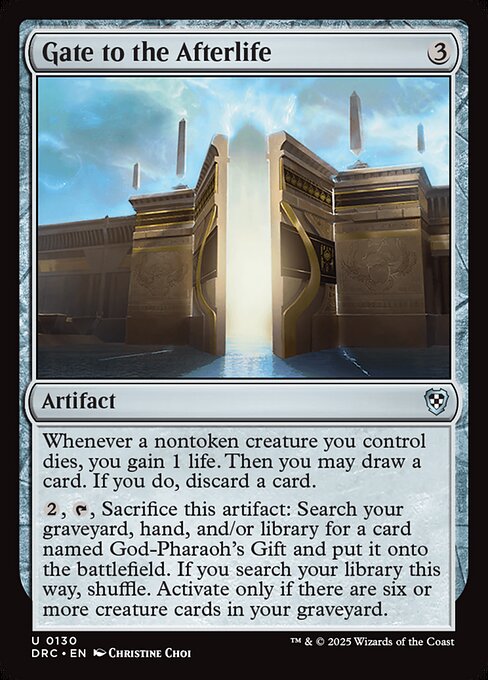 Gate to the Afterlife 3
Artifact
Whenever a nontoken creature you control
dies, you gain 1 life. Then you may draw a
card. If you do, discard a card.
2, T, Sacrifice this artifact: Search your
graveyard, hand, and/or library for a card
named God-Pharaoh's Gift and put it onto
the battlefield. If you search your library this
way, shuffle. Activate only if there are six or
more creature cards in your graveyard.
U 0130
DRC • EN Christine Choi
™ & © 2025 Wizards of the Coast